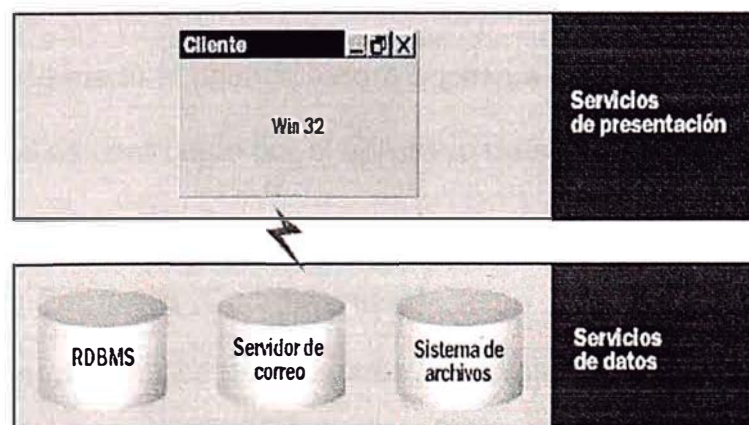 Cliente
Win 32
Servicios
de presentación
RDBMS
Servidor de
correo
Sistema de
archivos
Servicios
de datos